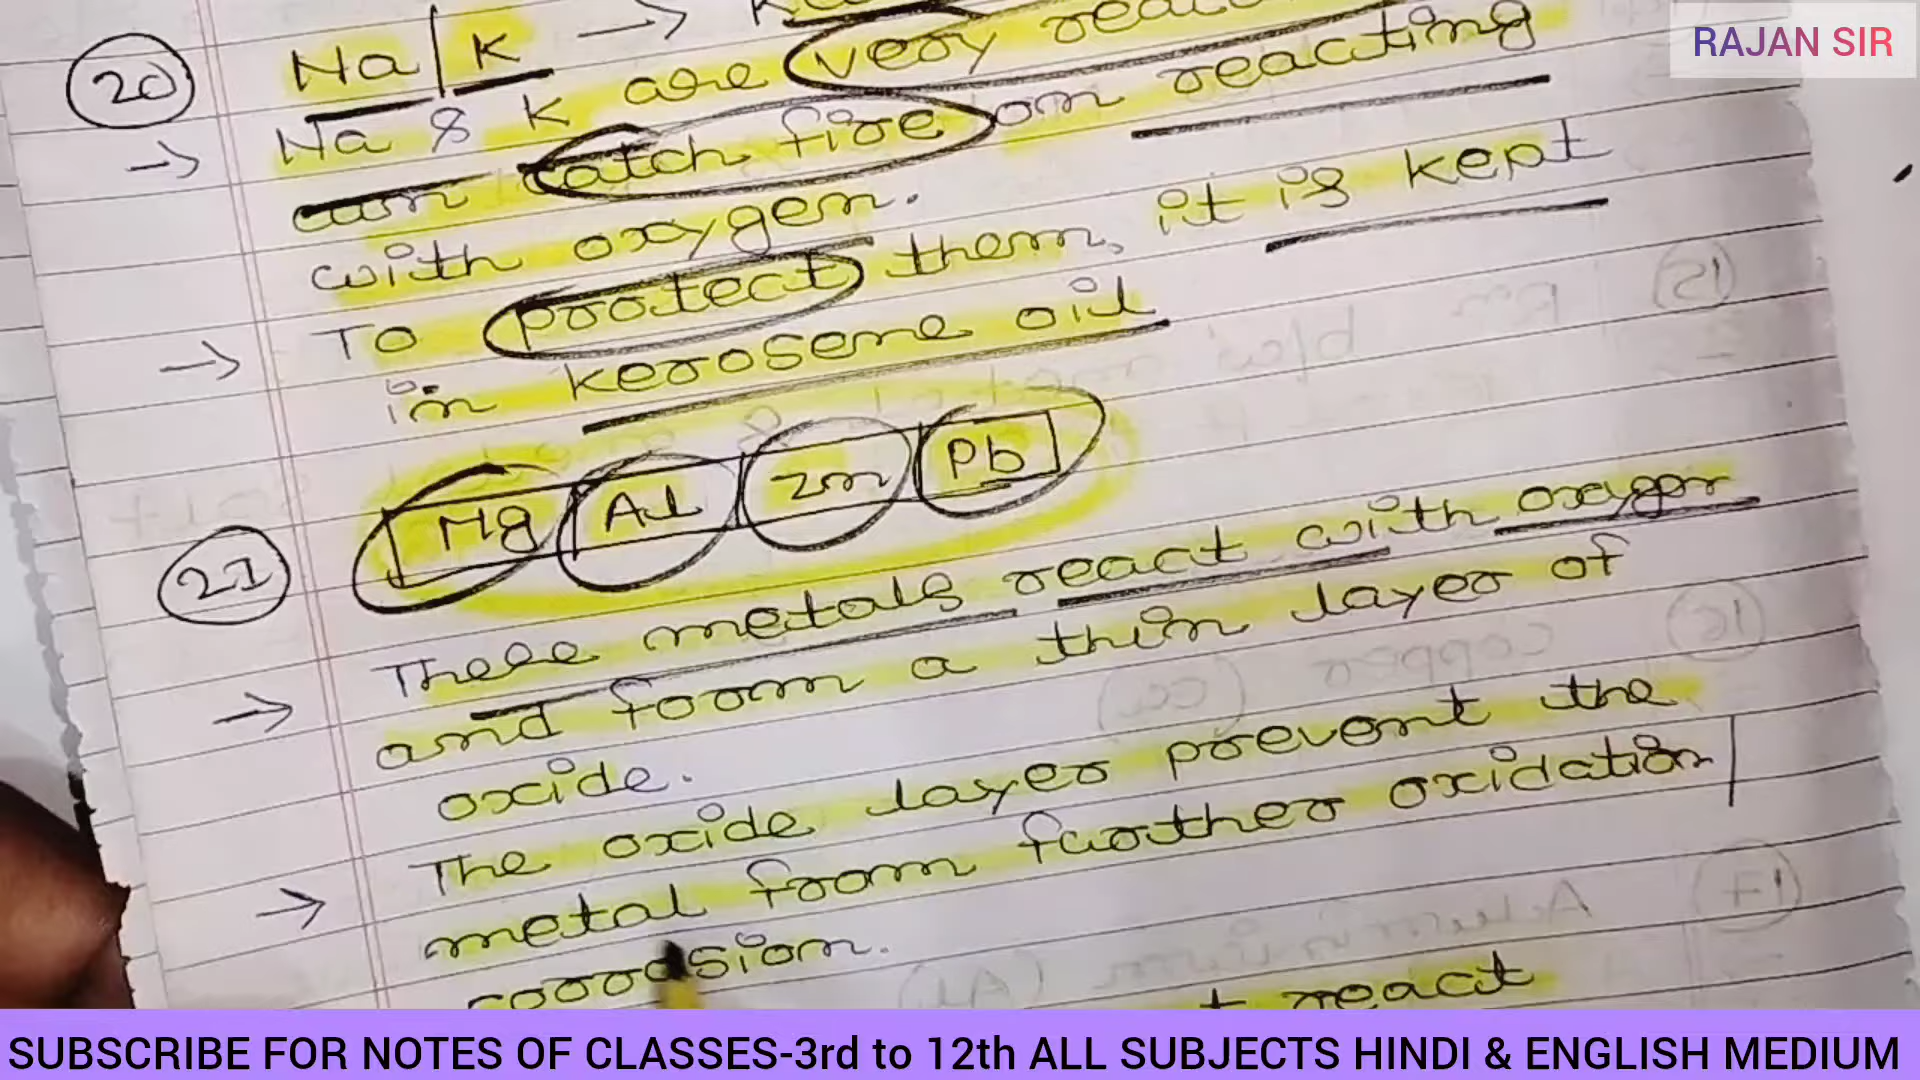 RAJAN SIR
20 Na | K →
→ Na & K are very
can catch fire on reacting
with oxygen.
→ To protect them, it is kept
in kerosene oil
21 Mg Al Zn Pb
→ These metals react with oxygen
and form a thin layer of
oxide.
→ The oxide layer prevent the
metal from further oxidation |
corrosion.
react
SUBSCRIBE FOR NOTES OF CLASSES-3rd to 12th ALL SUBJECTS HINDI & ENGLISH MEDIUM